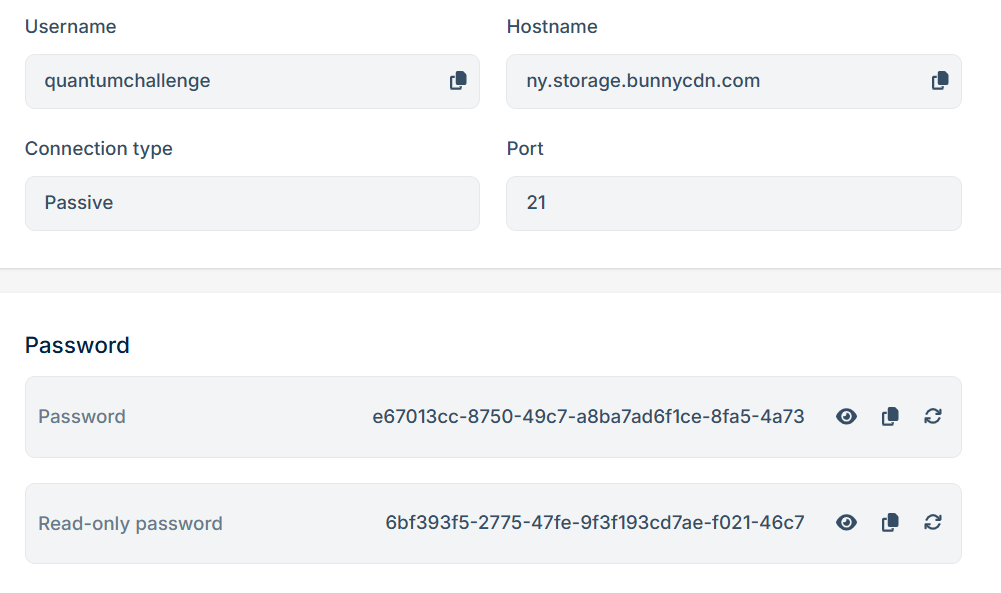 Username
Hostname
quantumchallenge
ny.storage.bunnycdn.com
Connection type
Port
Passive
21
Password
Password
e67013cc-8750-49c7-a8ba7ad6f1ce-8fa5-4a73
Read-only password
6bf393f5-2775-47fe-9f3f193cd7ae-f021-46c7